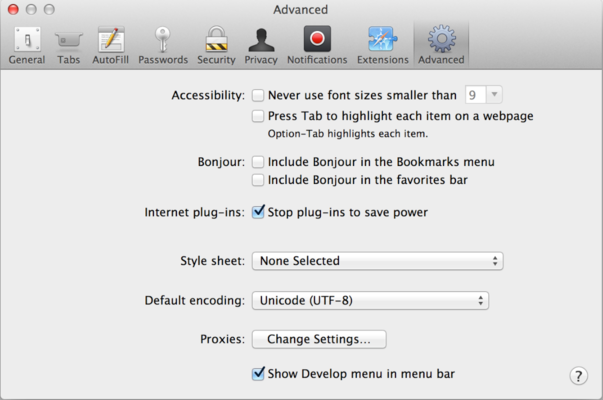 Advanced
General Tabs AutoFill Passwords Security Privacy Notifications Extensions Advanced
Accessibility: Never use font sizes smaller than 9
Press Tab to highlight each item on a webpage
Option-Tab highlights each item.
Bonjour: Include Bonjour in the Bookmarks menu
Include Bonjour in the favorites bar
Internet plug-ins: Stop plug-ins to save power
Style sheet: None Selected
Default encoding: Unicode (UTF-8)
Proxies: Change Settings...
Show Develop menu in menu bar
?